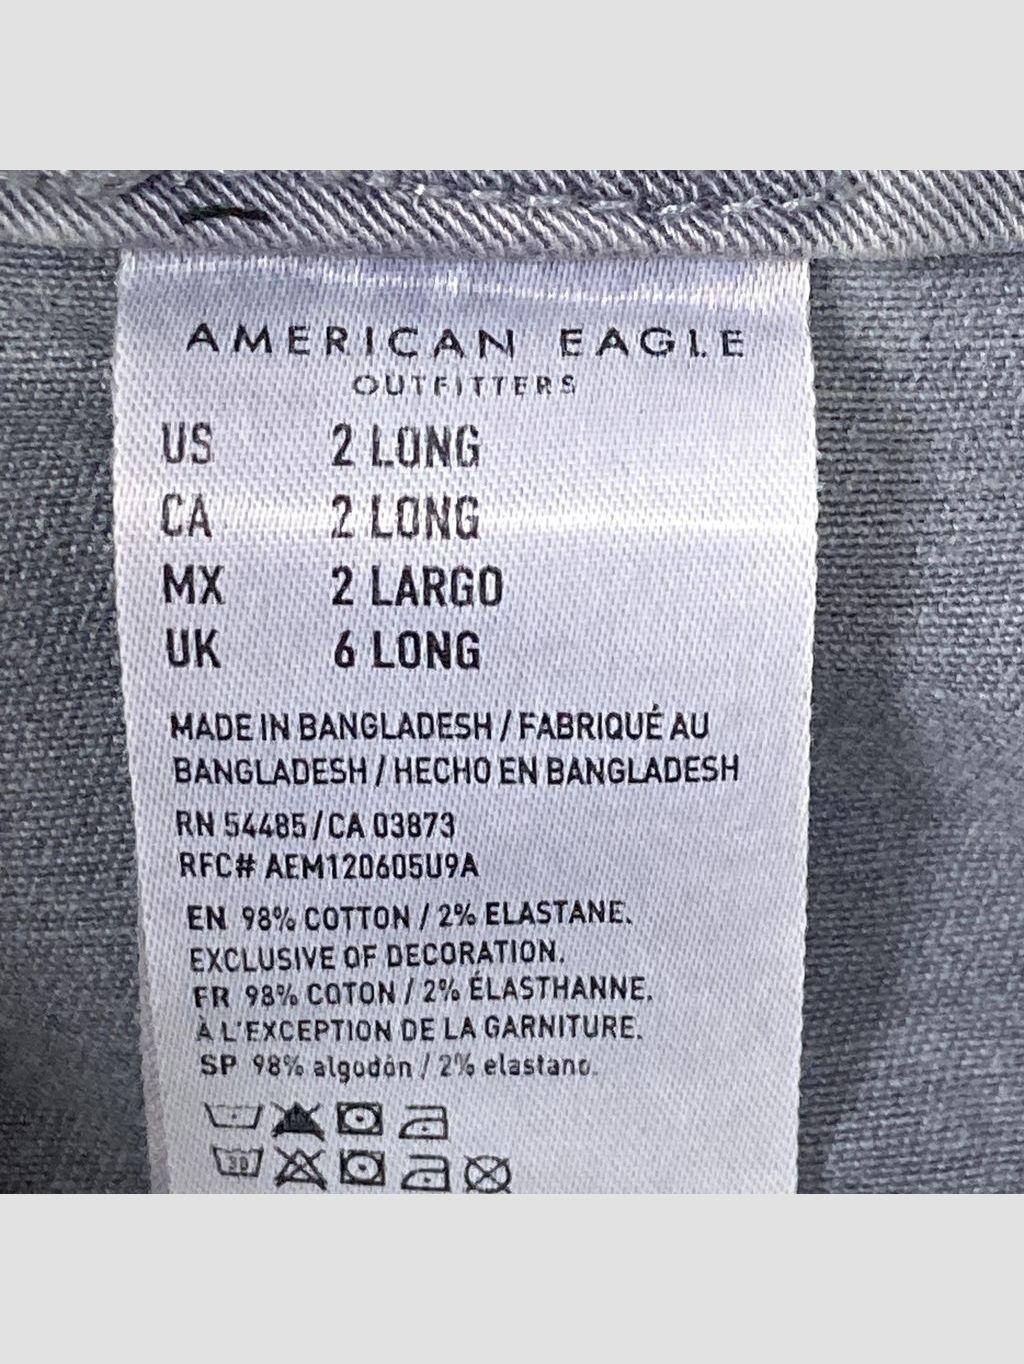 AMERICAN EAGLE
OUTFITTERS
US 2 LONG
CA 2 LONG
MX 2 LARGO
UK 6 LONG
MADE IN BANGLADESH / FABRIQUÉ AU
BANGLADESH / HECHO EN BANGLADESH
RN 54485 / CA 03873
RFC# AEM120605U9A
EN 98% COTTON / 2% ELASTANE.
EXCLUSIVE OF DECORATION.
FR 98% COTON / 2% ÉLASTHANNE.
À L'EXCEPTION DE LA GARNITURE.
SP 98% algodón / 2% elastano.
30